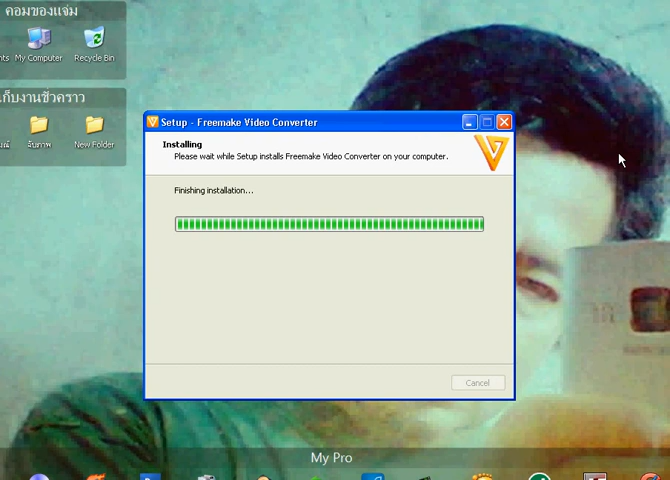 คอมของแจ่ม
My Computer
Recycle Bin
เก็บงานชั่วคราว
New Folder
Setup - Freemake Video Converter
Installing
Please wait while Setup installs Freemake Video Converter on your computer.
Finishing installation...
Cancel
My Pro